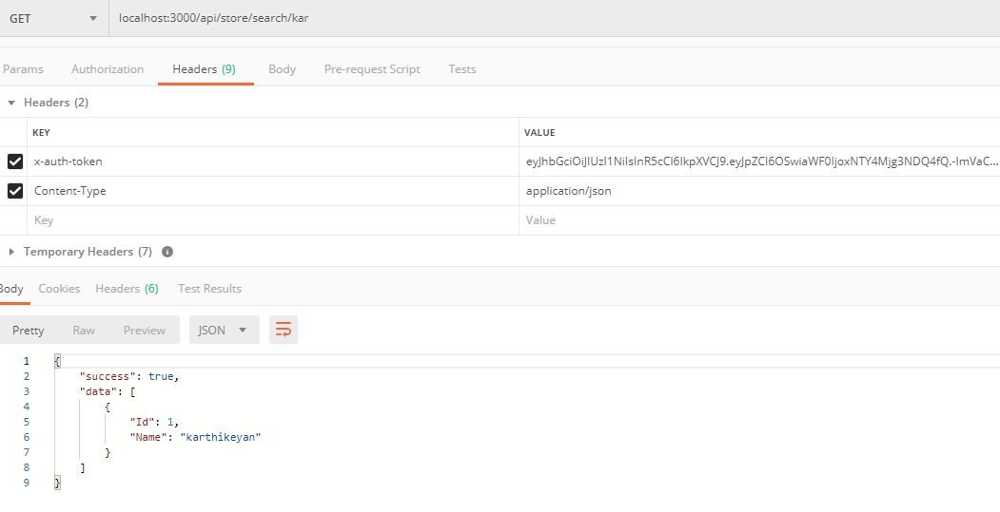 GET localhost:3000/api/store/search/kar
Params Authorization Headers (9) Body Pre-request Script Tests
Headers (2)
KEY VALUE
x-auth-token eyJhbGciOiJIUzI1NiIsInR5cCI6IkpXVCJ9.eyJpZCI6OSwiaWF0IjoxNTY4Mjg3NDQ4fQ.-ImVaC...
Content-Type application/json
Key Value
Temporary Headers (7)
Body Cookies Headers (6) Test Results
Pretty Raw Preview JSON
1 {
2 "success": true,
3 "data": [
4 {
5 "Id": 1,
6 "Name": "karthikeyan"
7 }
8 ]
9 }